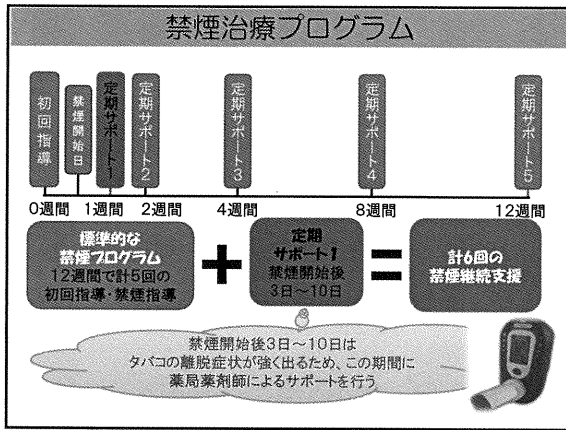 禁煙治療プログラム
初回指導
禁煙開始日
定期サポート1
定期サポート2
定期サポート3
定期サポート4
定期サポート5
0週間
1週間
2週間
4週間
8週間
12週間
標準的な
禁煙プログラム
12週間で計5回の
初回指導・禁煙指導
+
定期
サポート1
禁煙開始後
3日～10日
=
計6回の
禁煙継続支援
禁煙開始後3日～10日は
タバコの離脱症状が強く出るため、この期間に
薬局薬剤師によるサポートを行う